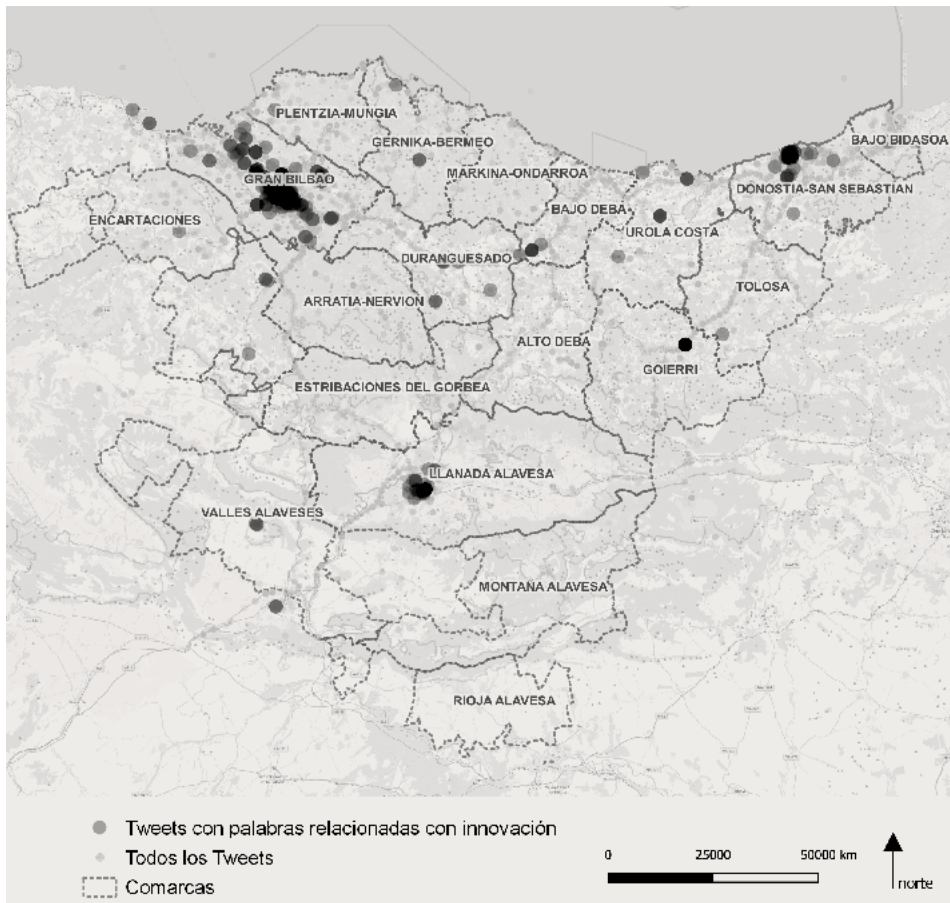 BAJO BIDASOA
PLENTZIA-MUNGIA
GERNIKA-BERMEO
MARKINA-ONDARROA
GRAN BILBAO
DONOSTIA-SAN SEBASTIAN
BAJO DEBA
ENCARTACIONES
UROLA COSTA
DURANGUESADO
TOLOSA
ARRATIA-NERVION
ALTO DEBA
GOIERRI
ESTRIBACIONES DEL GORBEA
LLANADA ALAVESA
VALLES ALAVESES
MONTAÑA ALAVESA
RIOJA ALAVESA
Tweets con palabras relacionadas con innovación
Todos los Tweets
Comarcas
0 25000 50000 km
norte